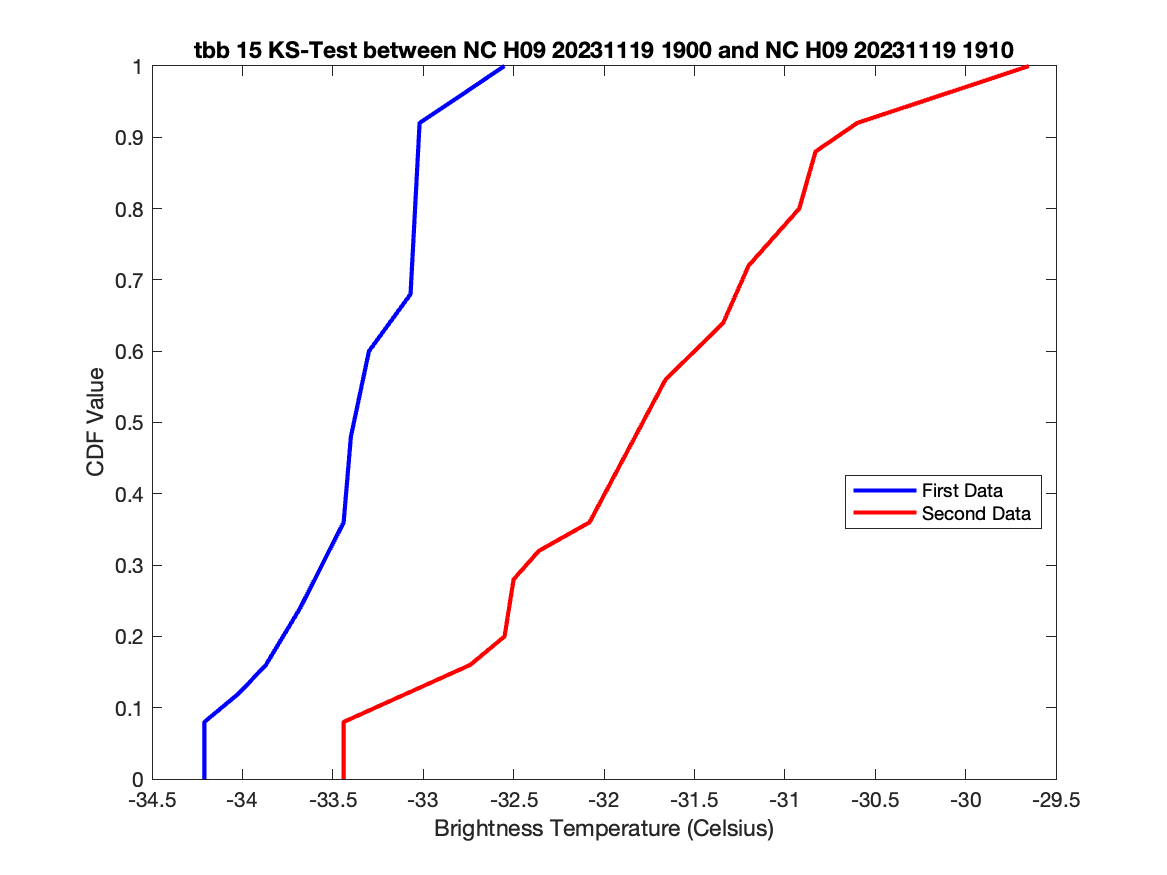 tbb 15 KS-Test between NC H09 20231119 1900 and NC H09 20231119 1910
1
0.9
0.8
0.7
0.6
0.5
0.4
0.3
0.2
0.1
0
CDF Value
First Data
Second Data
-34.5 -34 -33.5 -33 -32.5 -32 -31.5 -31 -30.5 -30 -29.5
Brightness Temperature (Celsius)